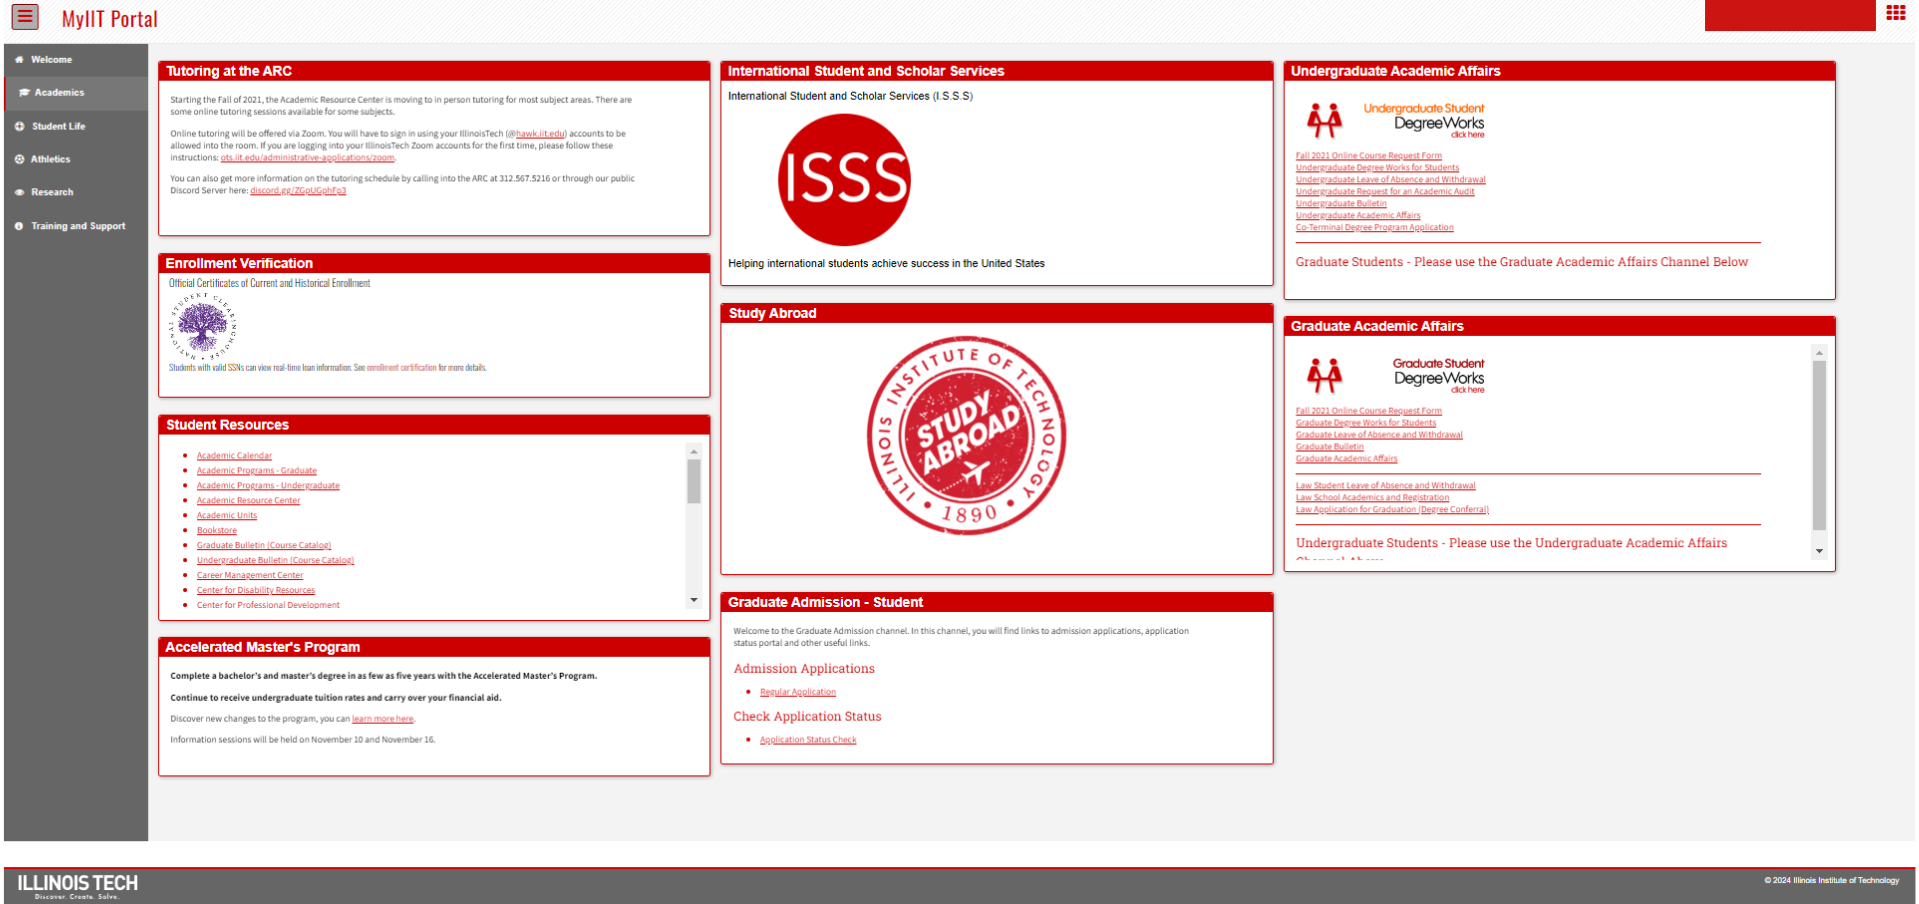 MyIIT Portal
Welcome
Academics
Student Life
Athletics
Research
Training and Support
Tutoring at the ARC
Starting the Fall of 2021, the Academic Resource Center is moving to in person tutoring for most subject areas. There are
some online tutoring sessions available for some subjects.
Online tutoring will be offered via Zoom. You will have to sign in using your IllinoisTech (@hawk.iit.edu) accounts to be
allowed into the room. If you are logging into your IllinoisTech Zoom accounts for the first time, please follow these
instructions: ots.iit.edu/administrative-applications/zoom.
You can also get more information on the tutoring schedule by calling into the ARC at 312.567.5216 or through our public
Discord Server here: discord.gg/ZGpUGphFp3
Enrollment Verification
Official Certificates of Current and Historical Enrollment
NATIONAL STUDENT CLEARINGHOUSE
Students with valid SSNs can view real-time loan information. See enrollment certification for more details.
Student Resources
Academic Calendar
Academic Programs - Graduate
Academic Programs - Undergraduate
Academic Resource Center
Academic Units
Bookstore
Graduate Bulletin (Course Catalog)
Undergraduate Bulletin (Course Catalog)
Career Management Center
Center for Disability Resources
Center for Professional Development
Accelerated Master's Program
Complete a bachelor's and master's degree in as few as five years with the Accelerated Master's Program.
Continue to receive undergraduate tuition rates and carry over your financial aid.
Discover new changes to the program, you can learn more here.
Information sessions will be held on November 10 and November 16.
International Student and Scholar Services
International Student and Scholar Services (I.S.S.S)
ISSS
Helping international students achieve success in the United States
Study Abroad
ILLINOIS INSTITUTE OF TECHNOLOGY
STUDY
ABROAD
1890
Graduate Admission - Student
Welcome to the Graduate Admission channel. In this channel, you will find links to admission applications, application
status portal and other useful links.
Admission Applications
Regular Application
Check Application Status
Application Status Check
Undergraduate Academic Affairs
Undergraduate Student
DegreeWorks
click here
Fall 2021 Online Course Request Form
Undergraduate Degree Works for Students
Undergraduate Leave of Absence and Withdrawal
Undergraduate Request for an Academic Audit
Undergraduate Bulletin
Undergraduate Academic Affairs
Co-Terminal Degree Program Application
Graduate Students - Please use the Graduate Academic Affairs Channel Below
Graduate Academic Affairs
Graduate Student
DegreeWorks
click here
Fall 2021 Online Course Request Form
Graduate Degree Works for Students
Graduate Leave of Absence and Withdrawal
Graduate Bulletin
Graduate Academic Affairs
Law Student Leave of Absence and Withdrawal
Law School Academics and Registration
Law Application for Graduation (Degree Conferral)
Undergraduate Students - Please use the Undergraduate Academic Affairs
ILLINOIS TECH
Discover. Create. Solve.
© 2024 Illinois Institute of Technology